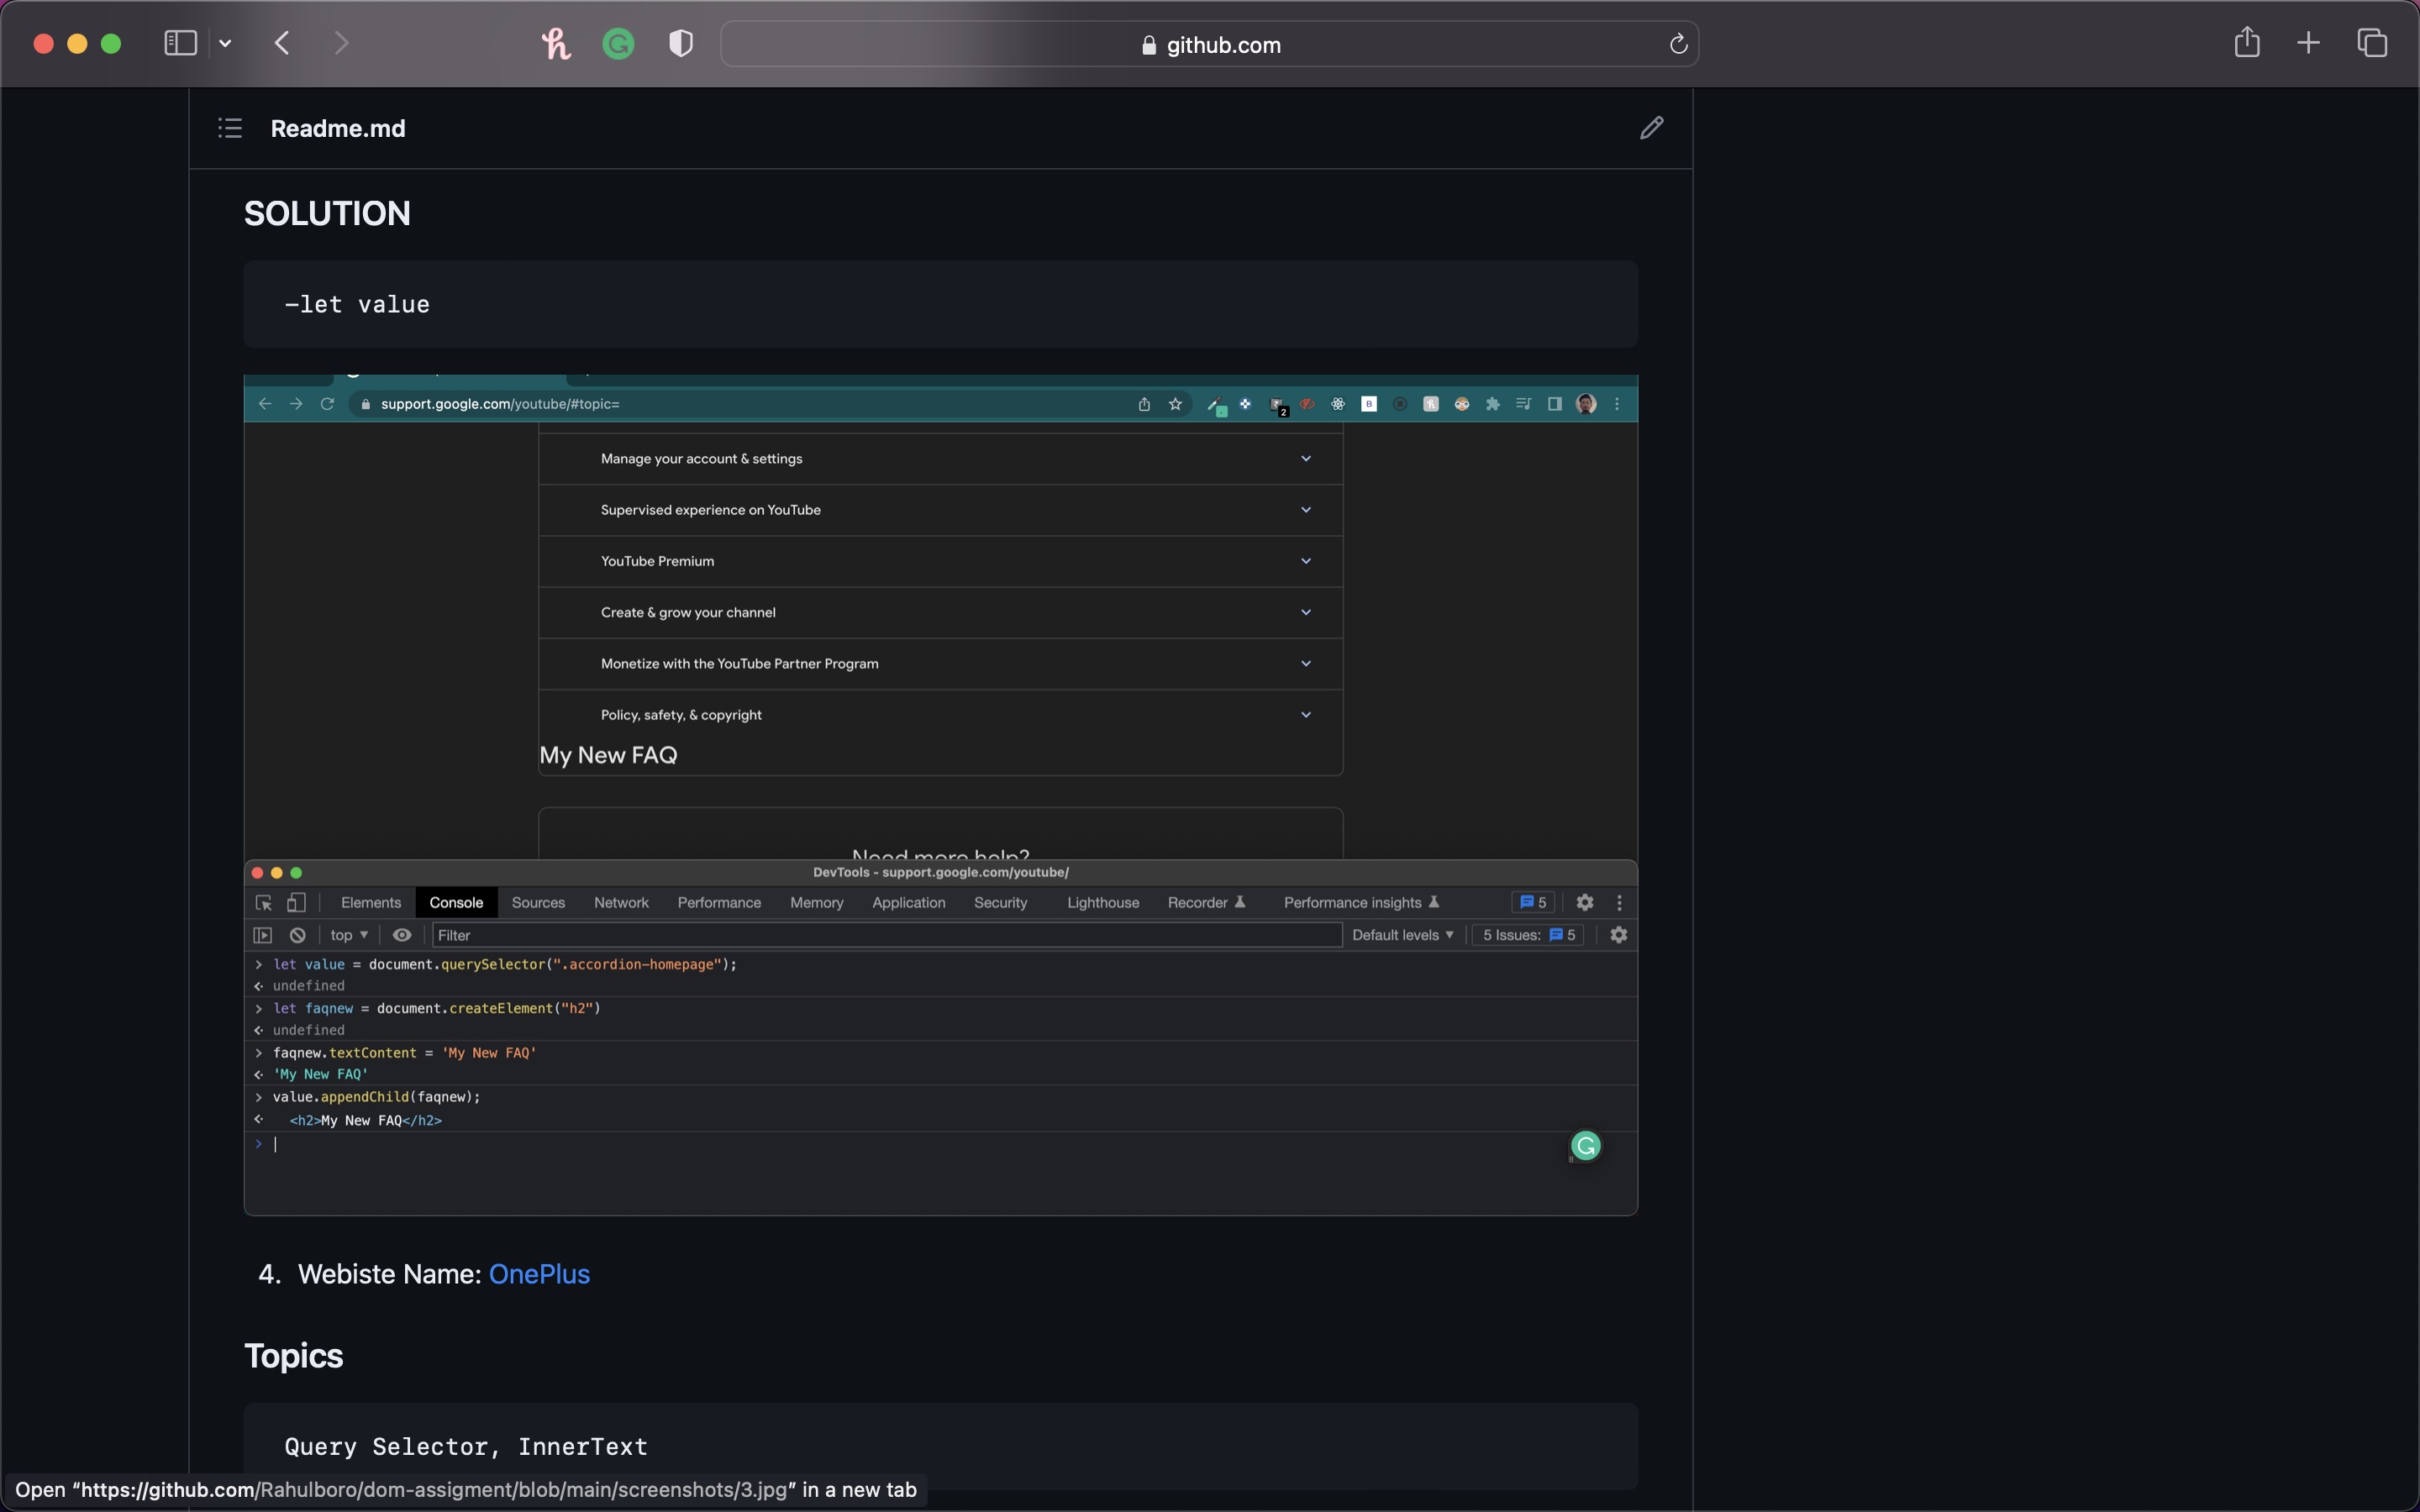 github.com
Readme.md
SOLUTION
-let value
support.google.com/youtube/#topic=
2
Manage your account & settings
Supervised experience on YouTube
YouTube Premium
Create & grow your channel
Monetize with the YouTube Partner Program
Policy, safety, & copyright
My New FAQ
Need more help?
DevTools - support.google.com/youtube/
Elements Console Sources Network Performance Memory Application Security Lighthouse Recorder Performance insights 5
top Filter Default levels 5 Issues: 5
> let value = document.querySelector(".accordion-homepage");
undefined
> let faqnew = document.createElement("h2")
undefined
> faqnew.textContent = 'My New FAQ'
'My New FAQ'
> value.appendChild(faqnew);
<h2>My New FAQ</h2>
>
4. Webiste Name: OnePlus
Topics
Query Selector, InnerText
Open “https://github.com/Rahulboro/dom-assigment/blob/main/screenshots/3.jpg” in a new tab